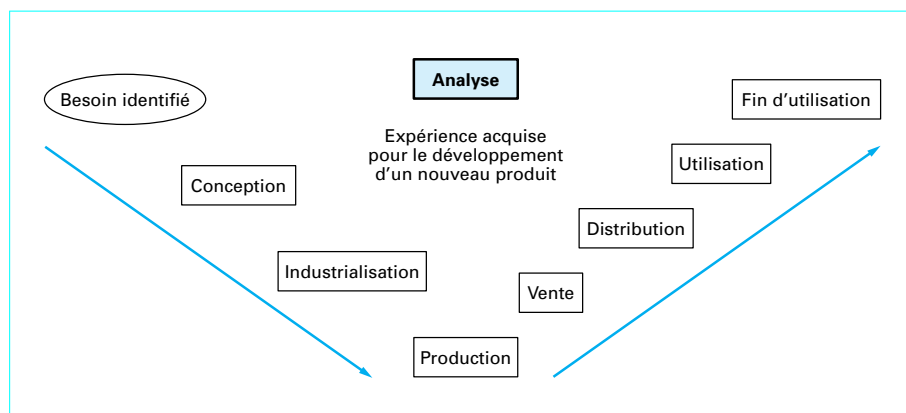 Analyse
Besoin identifié
Fin d'utilisation
Expérience acquise
pour le développement
d'un nouveau produit
Utilisation
Conception
Distribution
Industrialisation
Vente
Production